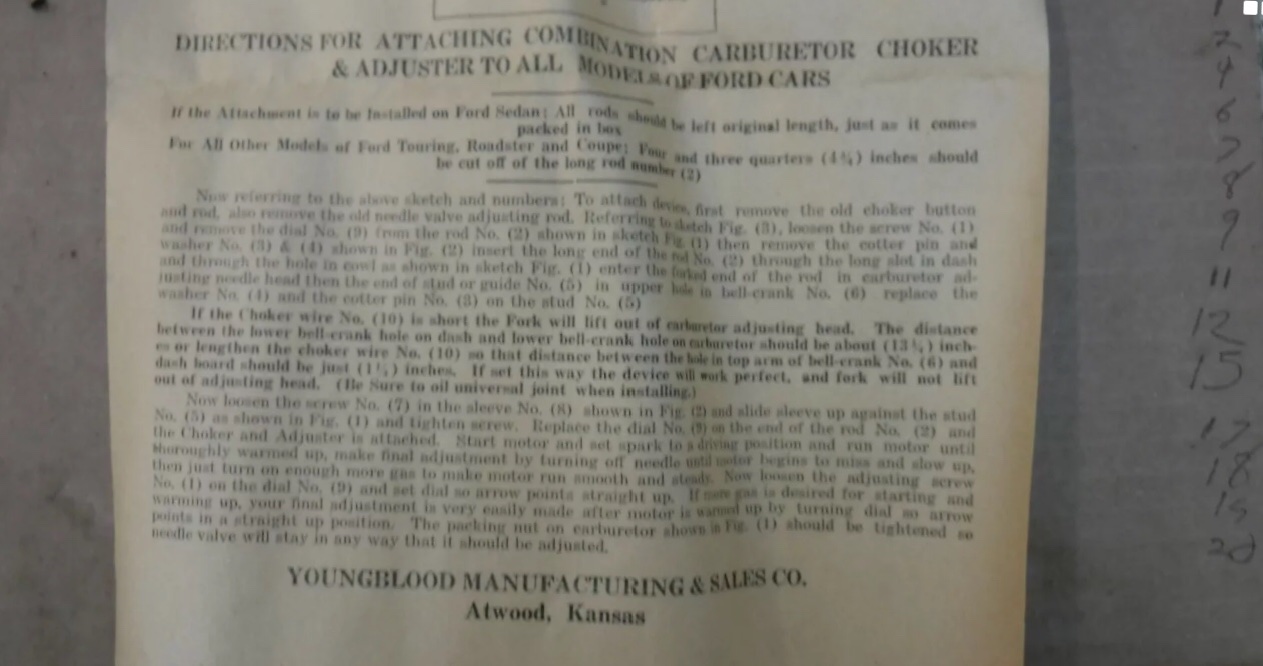 DIRECTIONS FOR ATTACHING COMBINATION CARBURETOR CHOKER
& ADJUSTER TO ALL MODELS OF FORD CARS
If the Attachment is to be Installed on Ford Sedan; All rods should be left original length, just as it comes
packed in box
For All Other Models of Ford Touring, Roadster and Coupe; Four and three quarters (4¾) inches should
be cut off of the long rod number (2)
Now referring to the above sketch and numbers; To attach device, first remove the old choker button
and rod, also remove the old needle valve adjusting rod. Referring to sketch Fig. (3), loosen the screw No. (1)
and remove the dial No. (9) from the rod No. (2) shown in sketch Fig. (1) then remove the cotter pin and
washer No. (3) & (4) shown in Fig. (2) insert the long end of the rod No. (2) through the long slot in dash
and through the hole in cowl as shown in sketch Fig. (1) enter the forked end of the rod in carburetor ad-
justing needle head then the end of stud or guide No. (5) in upper hole in bell-crank No. (6) replace the
washer No. (4) and the cotter pin No. (3) on the stud No. (5)
If the Choker wire No. (10) is short the Fork will lift out of carburetor adjusting head. The distance
between the lower bell-crank hole on dash and lower bell-crank hole on carburetor should be about inch-
es or lengthen the choker wire No. (10) so that distance between the hole in top arm of bell-crank No. (6) and
dash board should be just inches. If set this way the device will work perfect, and fork will not lift
out of adjusting head. (Be Sure to oil universal joint when installing.)
Now loosen the screw No. (7) in the sleeve No. (8) shown in Fig. (2) and slide sleeve up against the stud
No. (5) as shown in Fig. (1) and tighten screw. Replace the dial No. (9) on the end of the rod No. (2) and
the Choker and Adjuster is attached. Start motor and set spark to a driving position and run motor until
thoroughly warmed up, make final adjustment by turning off needle until motor begins to miss and slow up,
then just turn on enough more gas to make motor run smooth and steady. Now loosen the adjusting screw
No. (1) on the dial No. (9) and set dial so arrow points straight up. If more gas is desired for starting and
warming up, your final adjustment is very easily made after motor is warmed up by turning dial so arrow
points in a straight up position. The packing nut on carburetor shown in Fig. (1) should be tightened so
needle valve will stay in any way that it should be adjusted.
YOUNGBLOOD MANUFACTURING & SALES CO.
Atwood, Kansas
1
2
4
6
7
8
9
11
12
15
17
18
19
20